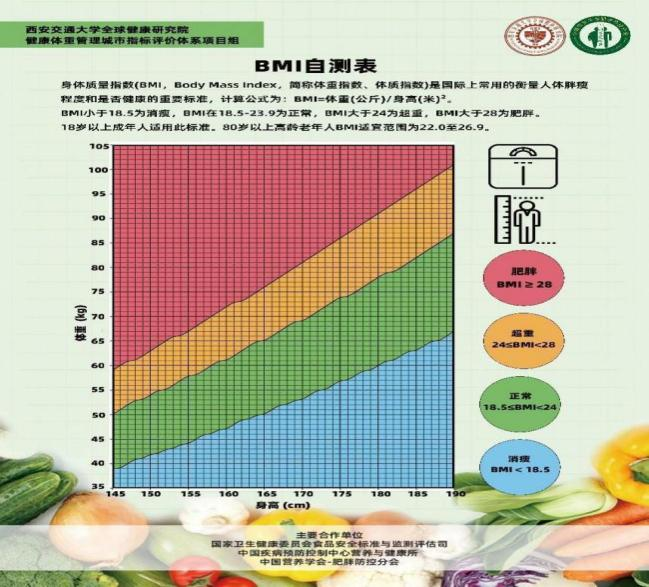 西安交通大学全球健康研究院
健康体重管理城市指标评价体系项目组
BMI自测表
身体质量指数(BMI，Body Mass Index，简称体重指数、体质指数)是国际上常用的衡量人体胖瘦
程度和是否健康的重要标准，计算公式为：BMI=体重(公斤)/身高(米)²。
BMI小于18.5为消瘦，BMI在18.5-23.9为正常，BMI大于24为超重，BMI大于28为肥胖。
18岁以上成年人适用此标准。80岁以上高龄老年人BMI适宜范围为22.0至26.9。
105
100
95
90
85
80
75
70
65
60
55
50
45
40
35
体重 (kg)
145 150 155 160 165 170 175 180 185 190
身高 (cm)
肥胖
BMI ≥ 28
超重
24≤BMI<28
正常
18.5≤BMI<24
消瘦
BMI < 18.5
主要合作单位
国家卫生健康委员会食品安全标准与监测评估司
中国疾病预防控制中心营养与健康所
中国营养学会-肥胖防控分会